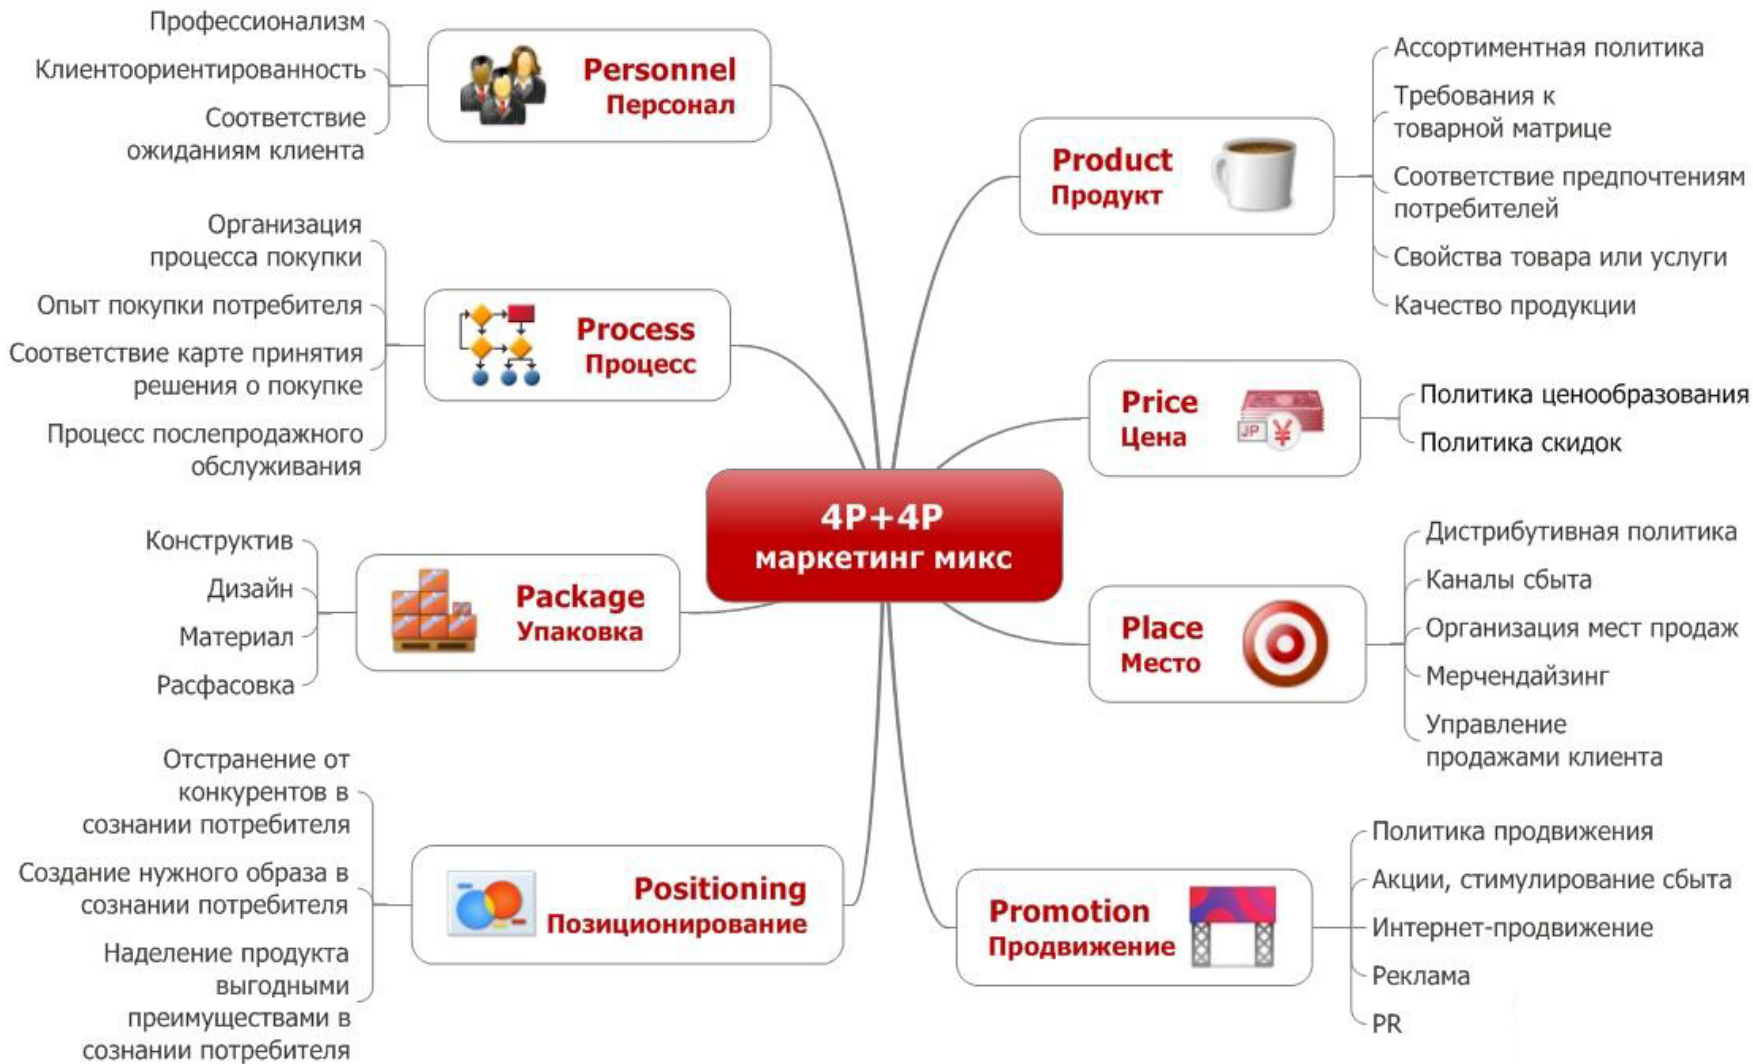 4P+4P
маркетинг микс
Personnel
Персонал
Профессионализм
Клиентоориентированность
Соответствие
ожиданиям клиента
Process
Процесс
Организация
процесса покупки
Опыт покупки потребителя
Соответствие карте принятия
решения о покупке
Процесс послепродажного
обслуживания
Package
Упаковка
Конструктив
Дизайн
Материал
Расфасовка
Positioning
Позиционирование
Отстранение от
конкурентов в
сознании потребителя
Создание нужного образа в
сознании потребителя
Наделение продукта
выгодными
преимуществами в
сознании потребителя
Product
Продукт
Ассортиментная политика
Требования к
товарной матрице
Соответствие предпочтениям
потребителей
Свойства товара или услуги
Качество продукции
Price
Цена
JP ¥
Политика ценообразования
Политика скидок
Place
Место
Дистрибутивная политика
Каналы сбыта
Организация мест продаж
Мерчендайзинг
Управление
продажами клиента
Promotion
Продвижение
Политика продвижения
Акции, стимулирование сбыта
Интернет-продвижение
Реклама
PR